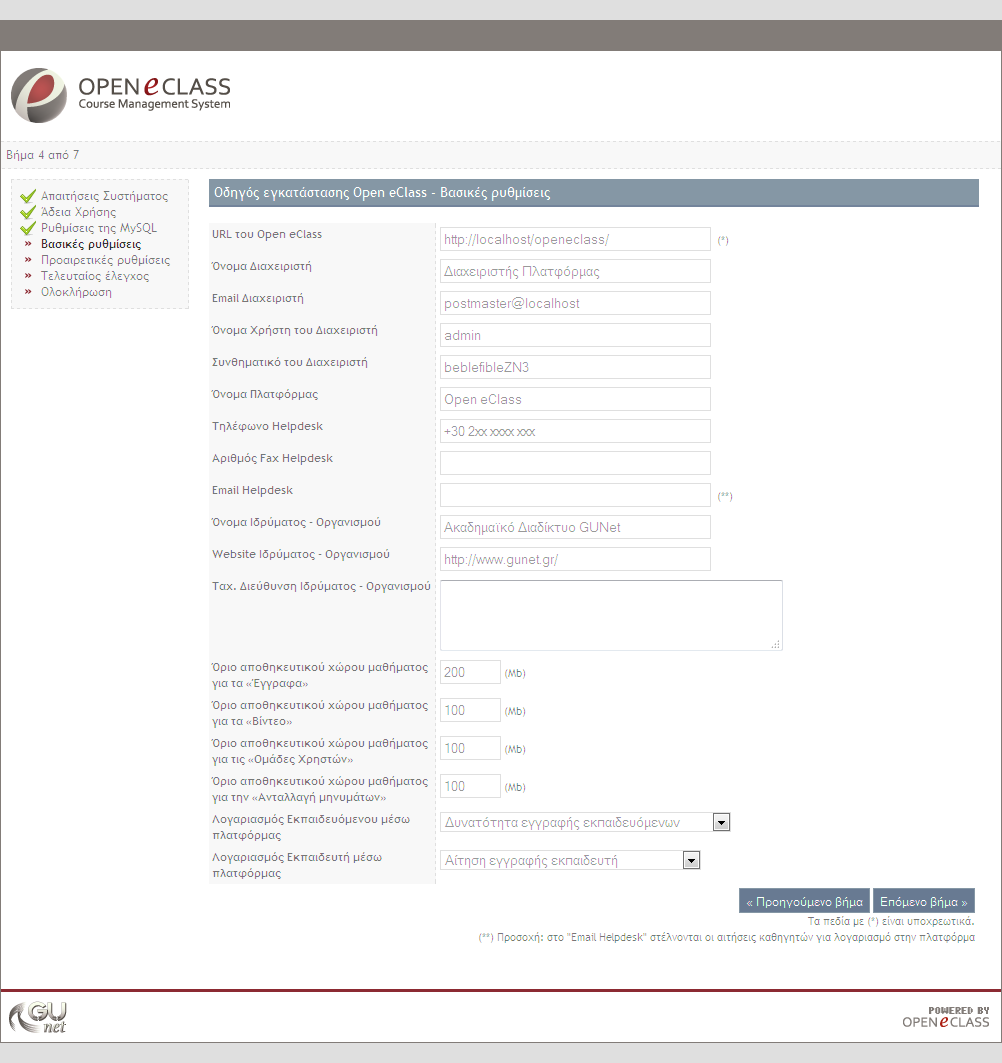 OPEN eCLASS
Course Management System
Βήμα 4 από 7
Απαιτήσεις Συστήματος
Άδεια Χρήσης
Ρυθμίσεις της MySQL
» Βασικές ρυθμίσεις
» Προαιρετικές ρυθμίσεις
» Τελευταίος έλεγχος
» Ολοκλήρωση
Οδηγός εγκατάστασης Open eClass - Βασικές ρυθμίσεις
URL του Open eClass http://localhost/openeclass/ (*)
Όνομα Διαχειριστή Διαχειριστής Πλατφόρμας
Email Διαχειριστή postmaster@localhost
Όνομα Χρήστη του Διαχειριστή admin
Συνθηματικό του Διαχειριστή beblefibleZN3
Όνομα Πλατφόρμας Open eClass
Τηλέφωνο Helpdesk +30 2xx xxxx xxx
Αριθμός Fax Helpdesk
Email Helpdesk (**)
Όνομα Ιδρύματος - Οργανισμού Ακαδημαϊκό Διαδίκτυο GUNet
Website Ιδρύματος - Οργανισμού http://www.gunet.gr/
Ταχ. Διεύθυνση Ιδρύματος - Οργανισμού
Όριο αποθηκευτικού χώρου μαθήματος
για τα «Έγγραφα» 200 (Mb)
Όριο αποθηκευτικού χώρου μαθήματος
για τα «Βίντεο» 100 (Mb)
Όριο αποθηκευτικού χώρου μαθήματος
για τις «Ομάδες Χρηστών» 100 (Mb)
Όριο αποθηκευτικού χώρου μαθήματος
για την «Ανταλλαγή μηνυμάτων» 100 (Mb)
Λογαριασμός Εκπαιδευόμενου μέσω
πλατφόρμας Δυνατότητα εγγραφής εκπαιδευόμενων
Λογαριασμός Εκπαιδευτή μέσω
πλατφόρμας Αίτηση εγγραφής εκπαιδευτή
« Προηγούμενο βήμα Επόμενο βήμα »
Τα πεδία με (*) είναι υποχρεωτικά.
(**) Προσοχή: στο "Email Helpdesk" στέλνονται οι αιτήσεις καθηγητών για λογαριασμό στην πλατφόρμα
GU net
POWERED BY
OPEN eCLASS